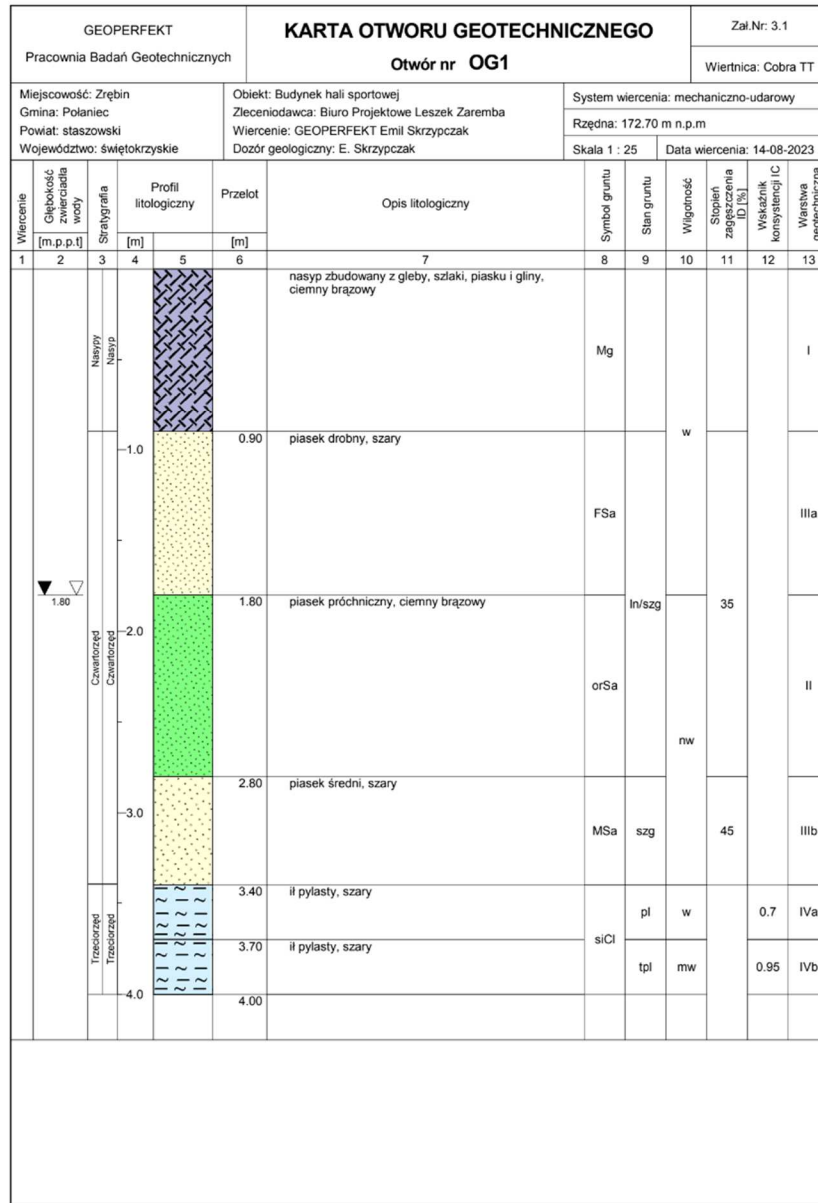 GEOPERFEKT
Pracownia Badań Geotechnicznych
KARTA OTWORU GEOTECHNICZNEGO
Otwór nr OG1
Zał.Nr: 3.1
Wiertnica: Cobra TT
Miejscowość: Zrębin
Gmina: Połaniec
Powiat: staszowski
Województwo: świętokrzyskie
Obiekt: Budynek hali sportowej
Zleceniodawca: Biuro Projektowe Leszek Zaremba
Wiercenie: GEOPERFEKT Emil Skrzypczak
Dozór geologiczny: E. Skrzypczak
System wiercenia: mechaniczno-udarowy
Rzędna: 172.70 m n.p.m
Skala 1 : 25
Data wiercenia: 14-08-2023
Wiercenie
Głębokość
zwierciadła
wody
[m.p.p.t]
Stratygrafia
Profil
litologiczny
[m]
Przelot
[m]
Opis litologiczny
Symbol gruntu
Stan gruntu
Wilgotność
Stopień
zagęszczenia
ID [%]
Wskaźnik
konsystencji IC
Warstwa
geotechniczna
1 2 3 4 5 6 7 8 9 10 11 12 13
nasyp zbudowany z gleby, szlaki, piasku i gliny,
ciemny brązowy
Nasypy
Nasyp
Mg
I
w
1.0
0.90 piasek drobny, szary
FSa
IIIa
1.80
1.80 piasek próchniczny, ciemny brązowy
ln/szg
35
2.0
Czwartorzęd
Czwartorzęd
orSa
II
nw
2.80 piasek średni, szary
3.0
MSa szg 45 IIIb
3.40 ił pylasty, szary
pl w 0.7 IVa
Trzeciorzęd
Trzeciorzęd
siCl
3.70 ił pylasty, szary
tpl mw 0.95 IVb
4.0
4.00